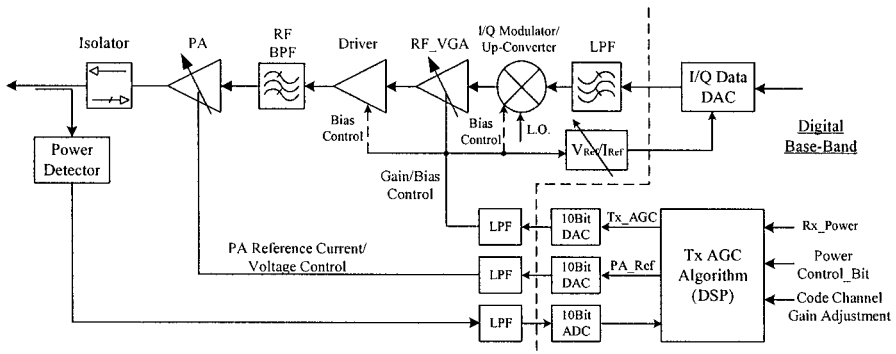 Isolator
PA
RF
BPF
Driver
RF_VGA
I/Q Modulator/
Up-Converter
LPF
I/Q Data
DAC
Bias
Control
Bias
Control
L.O.
VRef/IRef
Digital
Base-Band
Power
Detector
Gain/Bias
Control
LPF
10Bit
DAC
Tx_AGC
Tx AGC
Algorithm
(DSP)
Rx_Power
PA Reference Current/
Voltage Control
LPF
10Bit
DAC
PA_Ref
Power
Control_Bit
Code Channel
Gain Adjustment
LPF
10Bit
ADC